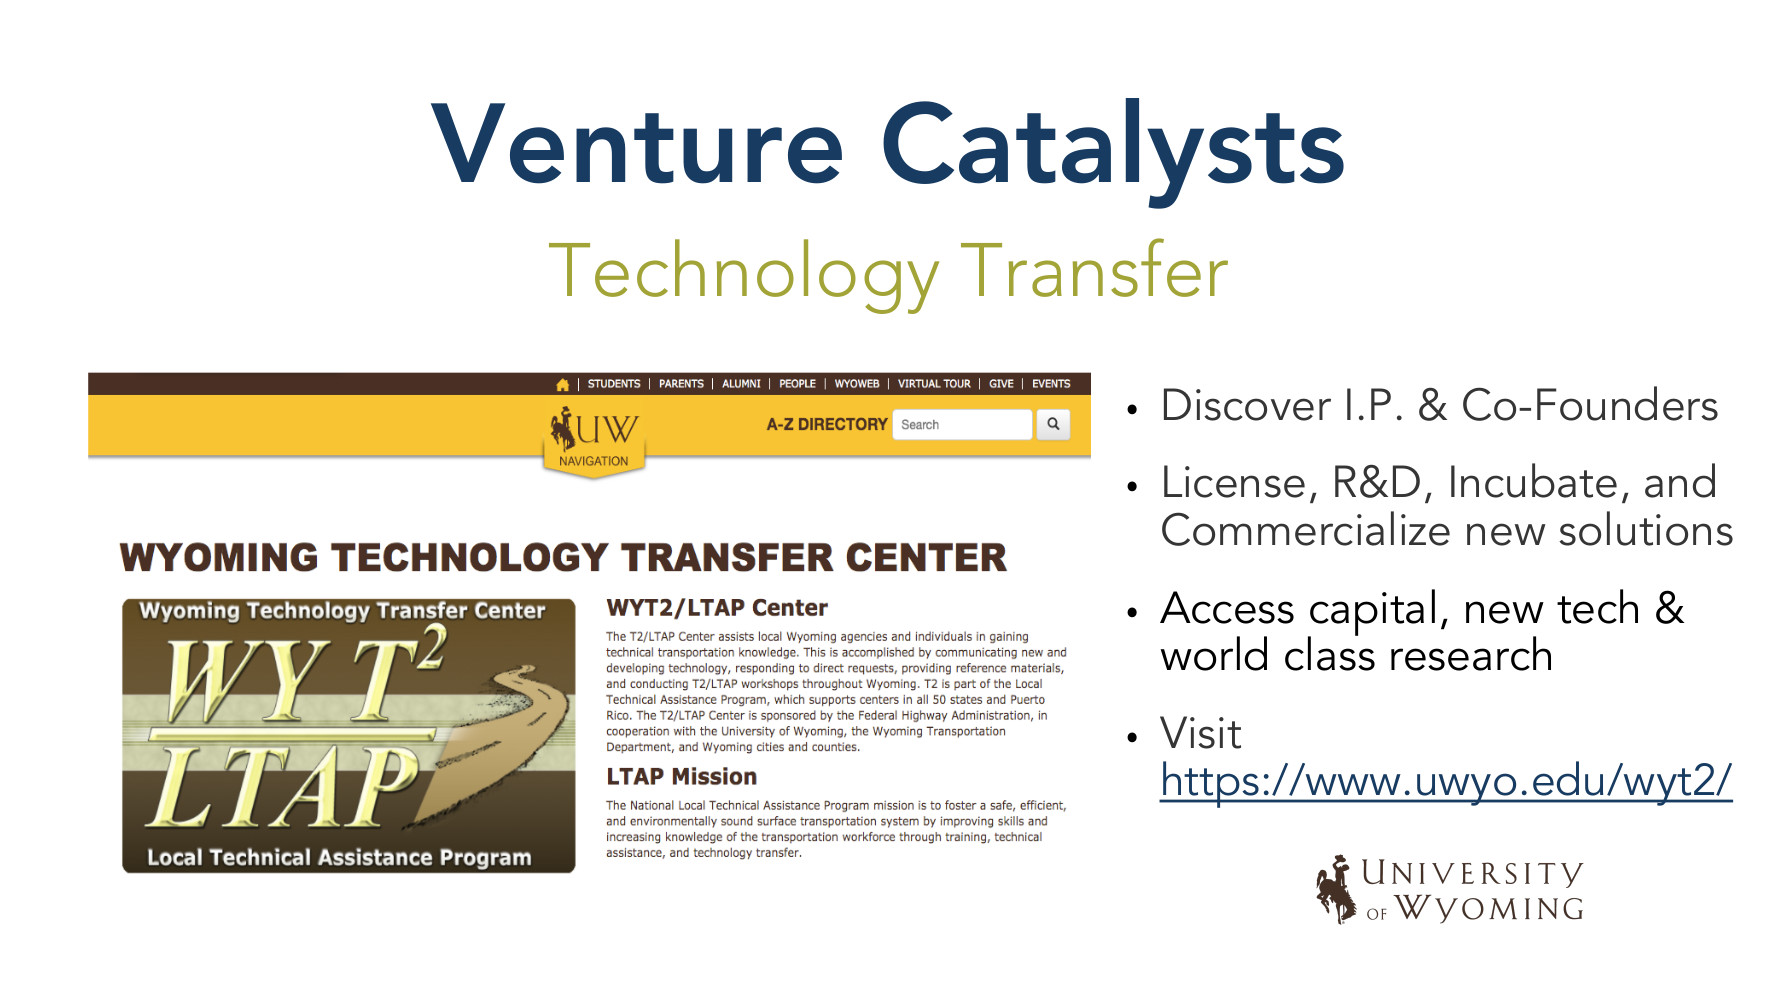 Venture Catalysts
Technology Transfer
STUDENTS | PARENTS | ALUMNI | PEOPLE | WYOWEB | VIRTUAL TOUR | GIVE | EVENTS
UW
NAVIGATION
A-Z DIRECTORY Search
WYOMING TECHNOLOGY TRANSFER CENTER
Wyoming Technology Transfer Center
WY T²
LTAP
Local Technical Assistance Program
WYT2/LTAP Center
The T2/LTAP Center assists local Wyoming agencies and individuals in gaining
technical transportation knowledge. This is accomplished by communicating new and
developing technology, responding to direct requests, providing reference materials,
and conducting T2/LTAP workshops throughout Wyoming. T2 is part of the Local
Technical Assistance Program, which supports centers in all 50 states and Puerto
Rico. The T2/LTAP Center is sponsored by the Federal Highway Administration, in
cooperation with the University of Wyoming, the Wyoming Transportation
Department, and Wyoming cities and counties.
LTAP Mission
The National Local Technical Assistance Program mission is to foster a safe, efficient,
and environmentally sound surface transportation system by improving skills and
increasing knowledge of the transportation workforce through training, technical
assistance, and technology transfer.
• Discover I.P. & Co-Founders
• License, R&D, Incubate, and
Commercialize new solutions
• Access capital, new tech &
world class research
• Visit
https://www.uwyo.edu/wyt2/
UNIVERSITY
OF WYOMING